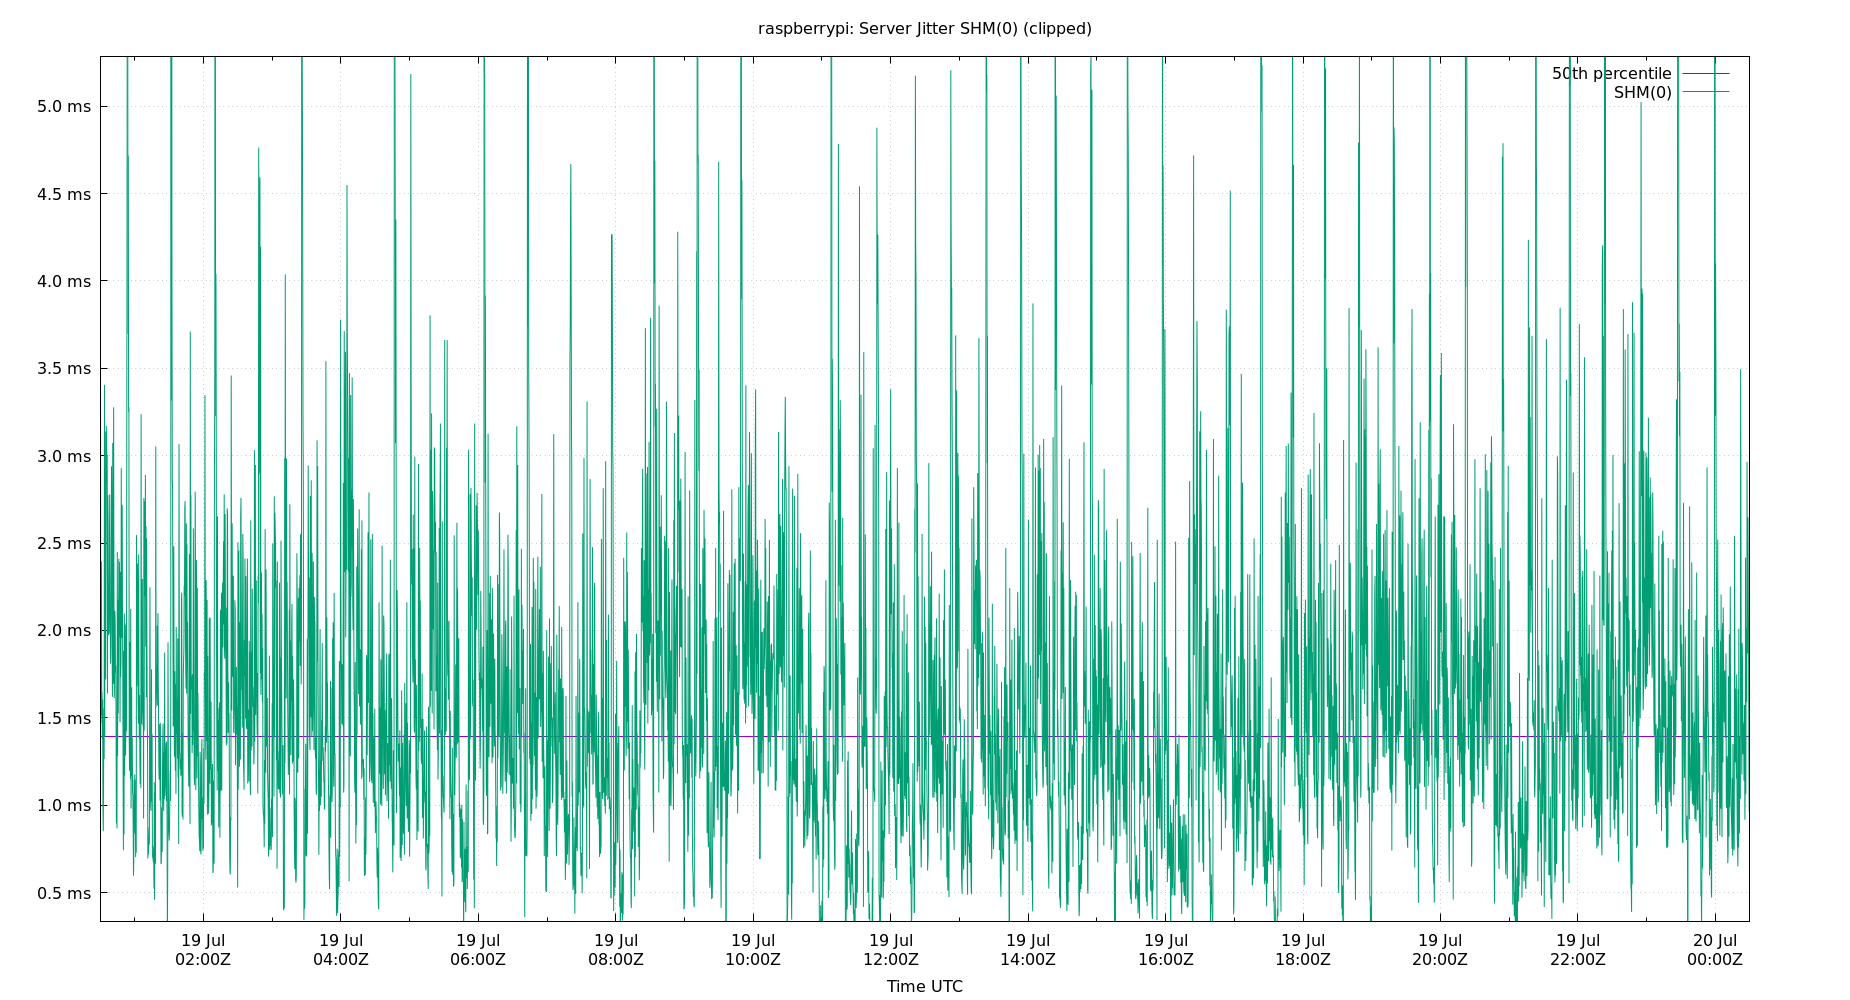 raspberrypi: Server Jitter SHM(0) (clipped)
50th percentile
SHM(0)
5.0 ms
4.5 ms
4.0 ms
3.5 ms
3.0 ms
2.5 ms
2.0 ms
1.5 ms
1.0 ms
0.5 ms
19 Jul 19 Jul 19 Jul 19 Jul 19 Jul 19 Jul 19 Jul 19 Jul 19 Jul 19 Jul 19 Jul 20 Jul
02:00Z 04:00Z 06:00Z 08:00Z 10:00Z 12:00Z 14:00Z 16:00Z 18:00Z 20:00Z 22:00Z 00:00Z
Time UTC